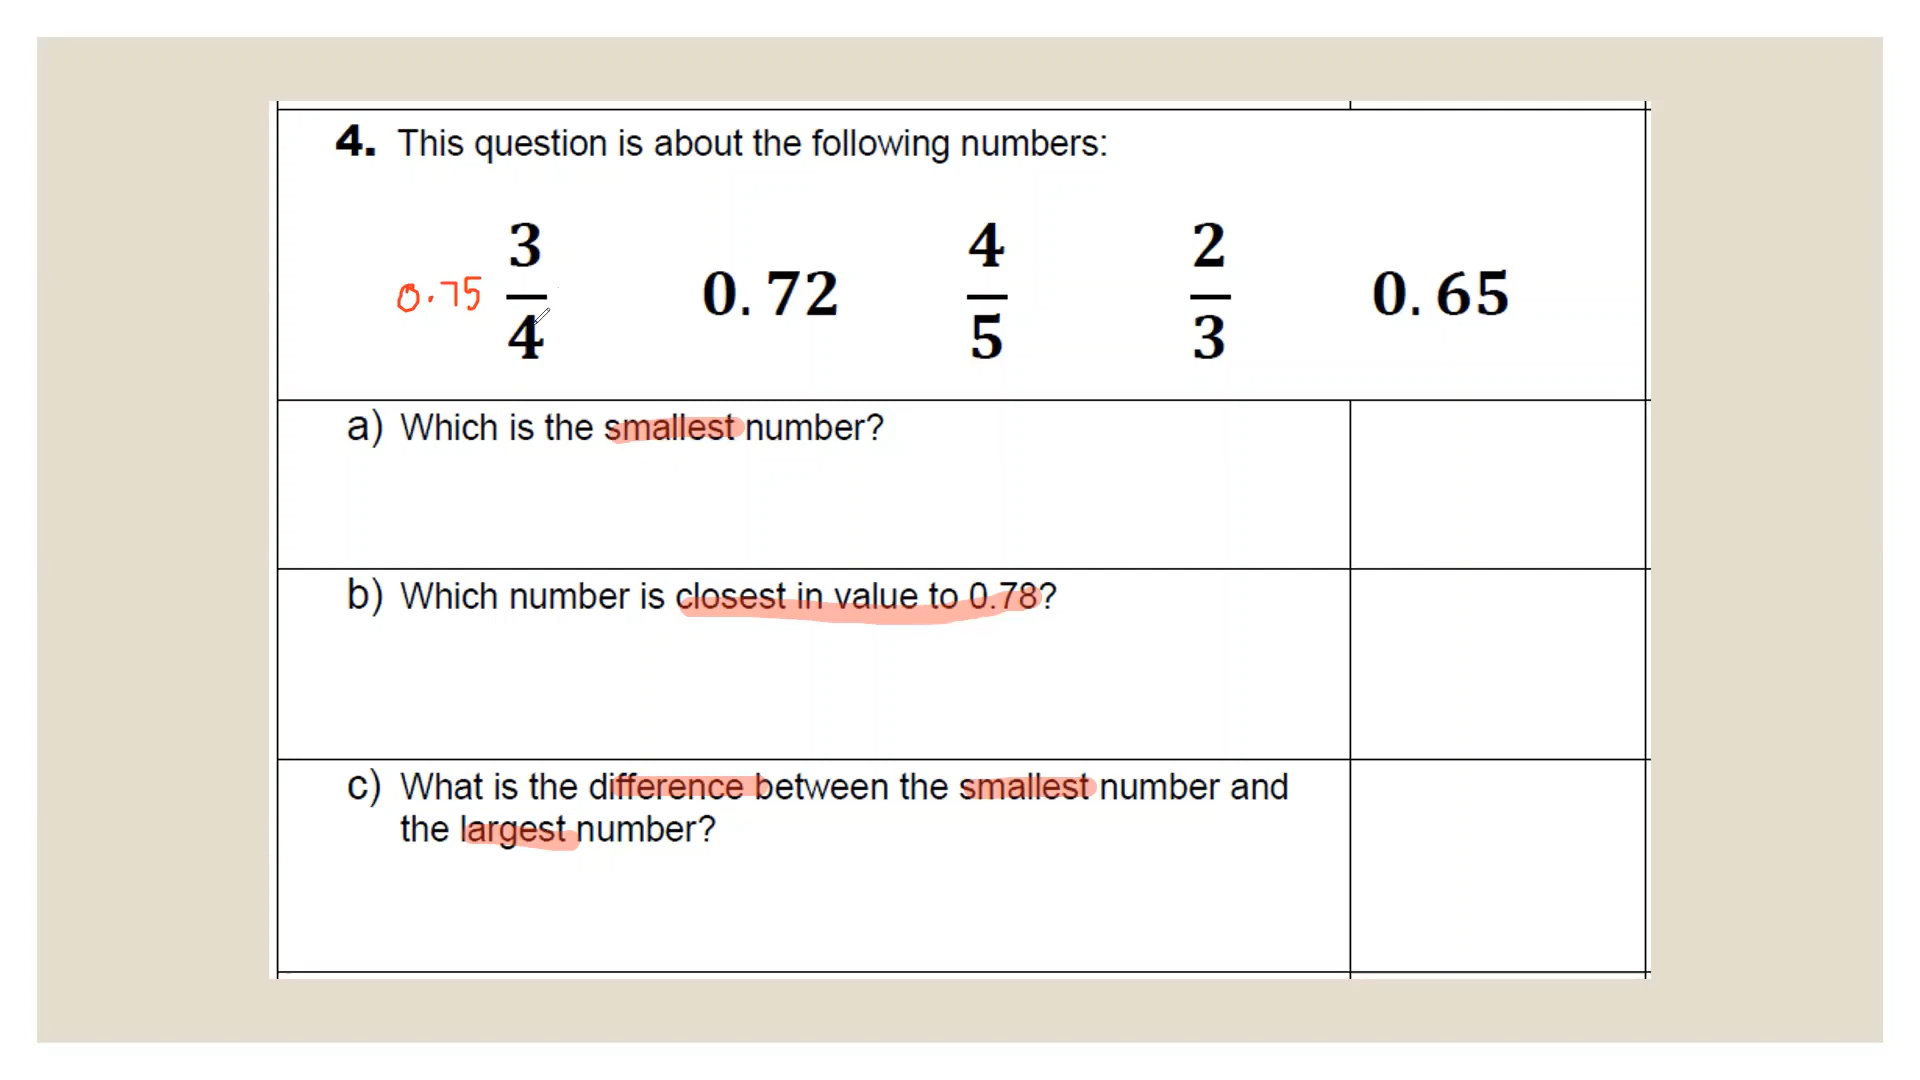 4. This question is about the following numbers:
0.75 3/4 0.72 4/5 2/3 0.65
a) Which is the smallest number?
b) Which number is closest in value to 0.78?
c) What is the difference between the smallest number and
the largest number?